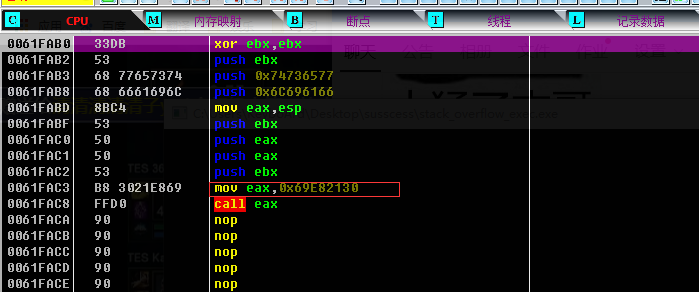 C CPU M 内存映射 B 断点 T 线程 L 记录数据
0061FAB0 33DB xor ebx,ebx
0061FAB2 53 push ebx
0061FAB3 68 77657374 push 0x74736577
0061FAB8 68 6661696C push 0x6C696166
0061FABD 8BC4 mov eax,esp
0061FABF 53 push ebx
0061FAC0 50 push eax
0061FAC1 50 push eax
0061FAC2 53 push ebx
0061FAC3 B8 3021E869 mov eax,0x69E82130
0061FAC8 FFD0 call eax
0061FACA 90 nop
0061FACB 90 nop
0061FACC 90 nop
0061FACD 90 nop
0061FACE 90 nop